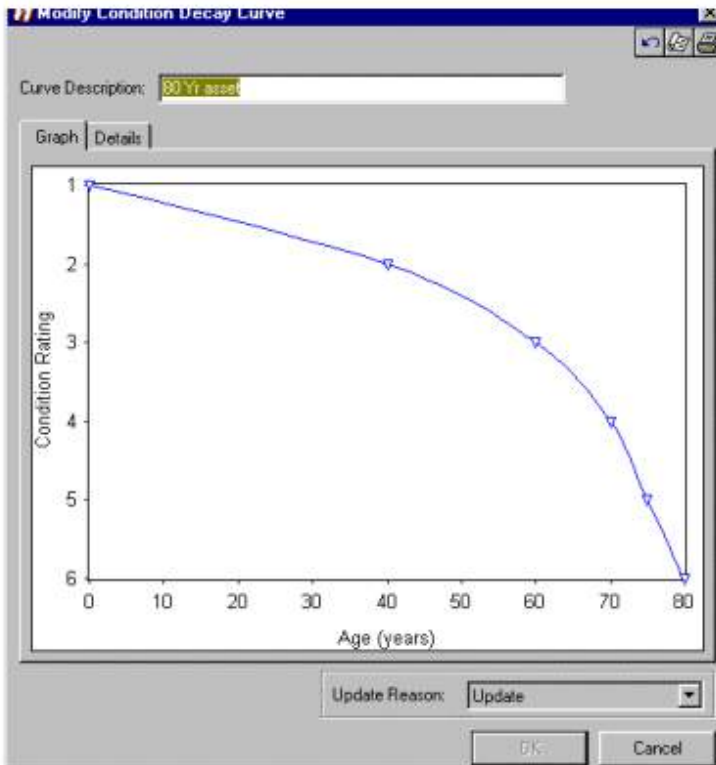 Modify Condition Decay Curve
Curve Description: 80 Yr asset
Graph Details
1
2
3
4
5
6
Condition Rating
0 10 20 30 40 50 60 70 80
Age (years)
Update Reason: Update
OK Cancel